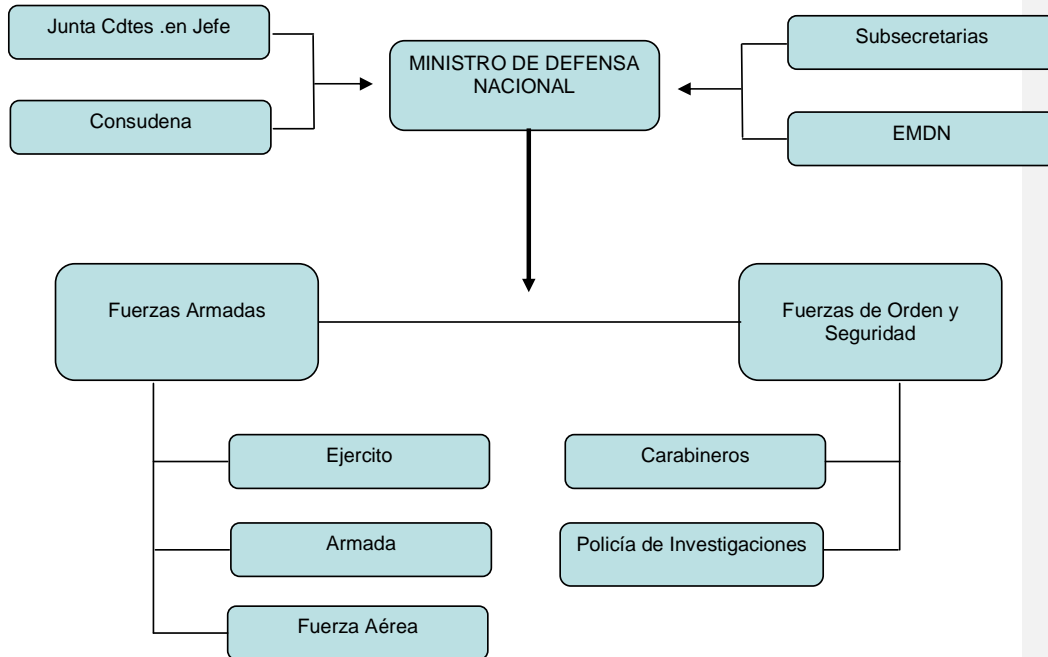 Junta Cdtes .en Jefe
Consudena
MINISTRO DE DEFENSA
NACIONAL
Subsecretarias
EMDN
Fuerzas Armadas
Fuerzas de Orden y
Seguridad
Ejercito
Armada
Fuerza Aérea
Carabineros
Policía de Investigaciones